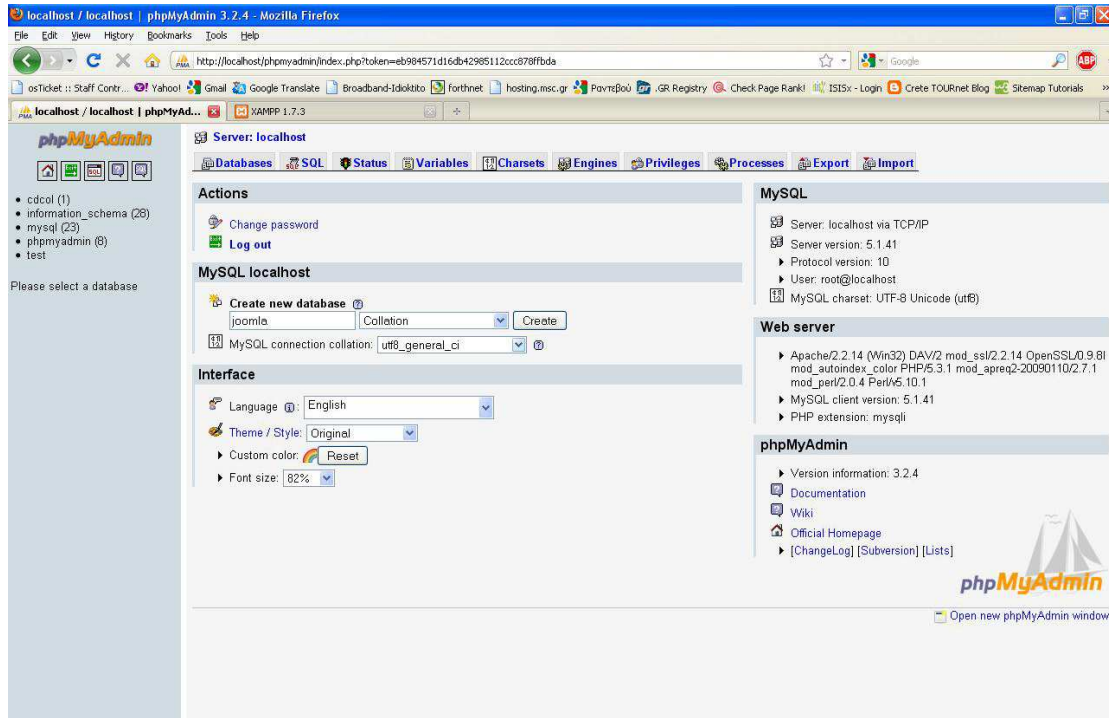 localhost / localhost | phpMyAdmin 3.2.4 - Mozilla Firefox
File Edit View History Bookmarks Tools Help
http://localhost/phpmyadmin/index.php?token=eb984571d16db42985112ccc878ffbda
Google
ABP
osTicket :: Staff Contr... Yahoo! Gmail Google Translate Broadband-Idioktito forthnet hosting.msc.gr Ραντεβού .GR Registry Check Page Rank! ISISx - Login Crete TOURnet Blog Sitemap Tutorials »
localhost / localhost | phpMyAd... XAMPP 1.7.3
phpMyAdmin
SQL
cdcol (1)
information_schema (28)
mysql (23)
phpmyadmin (8)
test
Please select a database
Server: localhost
Databases SQL Status Variables Charsets Engines Privileges Processes Export Import
Actions
Change password
Log out
MySQL localhost
Create new database
joomla Collation Create
MySQL connection collation: utf8_general_ci
Interface
Language : English
Theme / Style: Original
Custom color: Reset
Font size: 82%
MySQL
Server: localhost via TCP/IP
Server version: 5.1.41
Protocol version: 10
User: root@localhost
MySQL charset: UTF-8 Unicode (utf8)
Web server
Apache/2.2.14 (Win32) DAV/2 mod_ssl/2.2.14 OpenSSL/0.9.8l
mod_autoindex_color PHP/5.3.1 mod_apreq2-20090110/2.7.1
mod_perl/2.0.4 Perl/v5.10.1
MySQL client version: 5.1.41
PHP extension: mysqli
phpMyAdmin
Version information: 3.2.4
Documentation
Wiki
Official Homepage
[ChangeLog] [Subversion] [Lists]
phpMyAdmin
Open new phpMyAdmin window